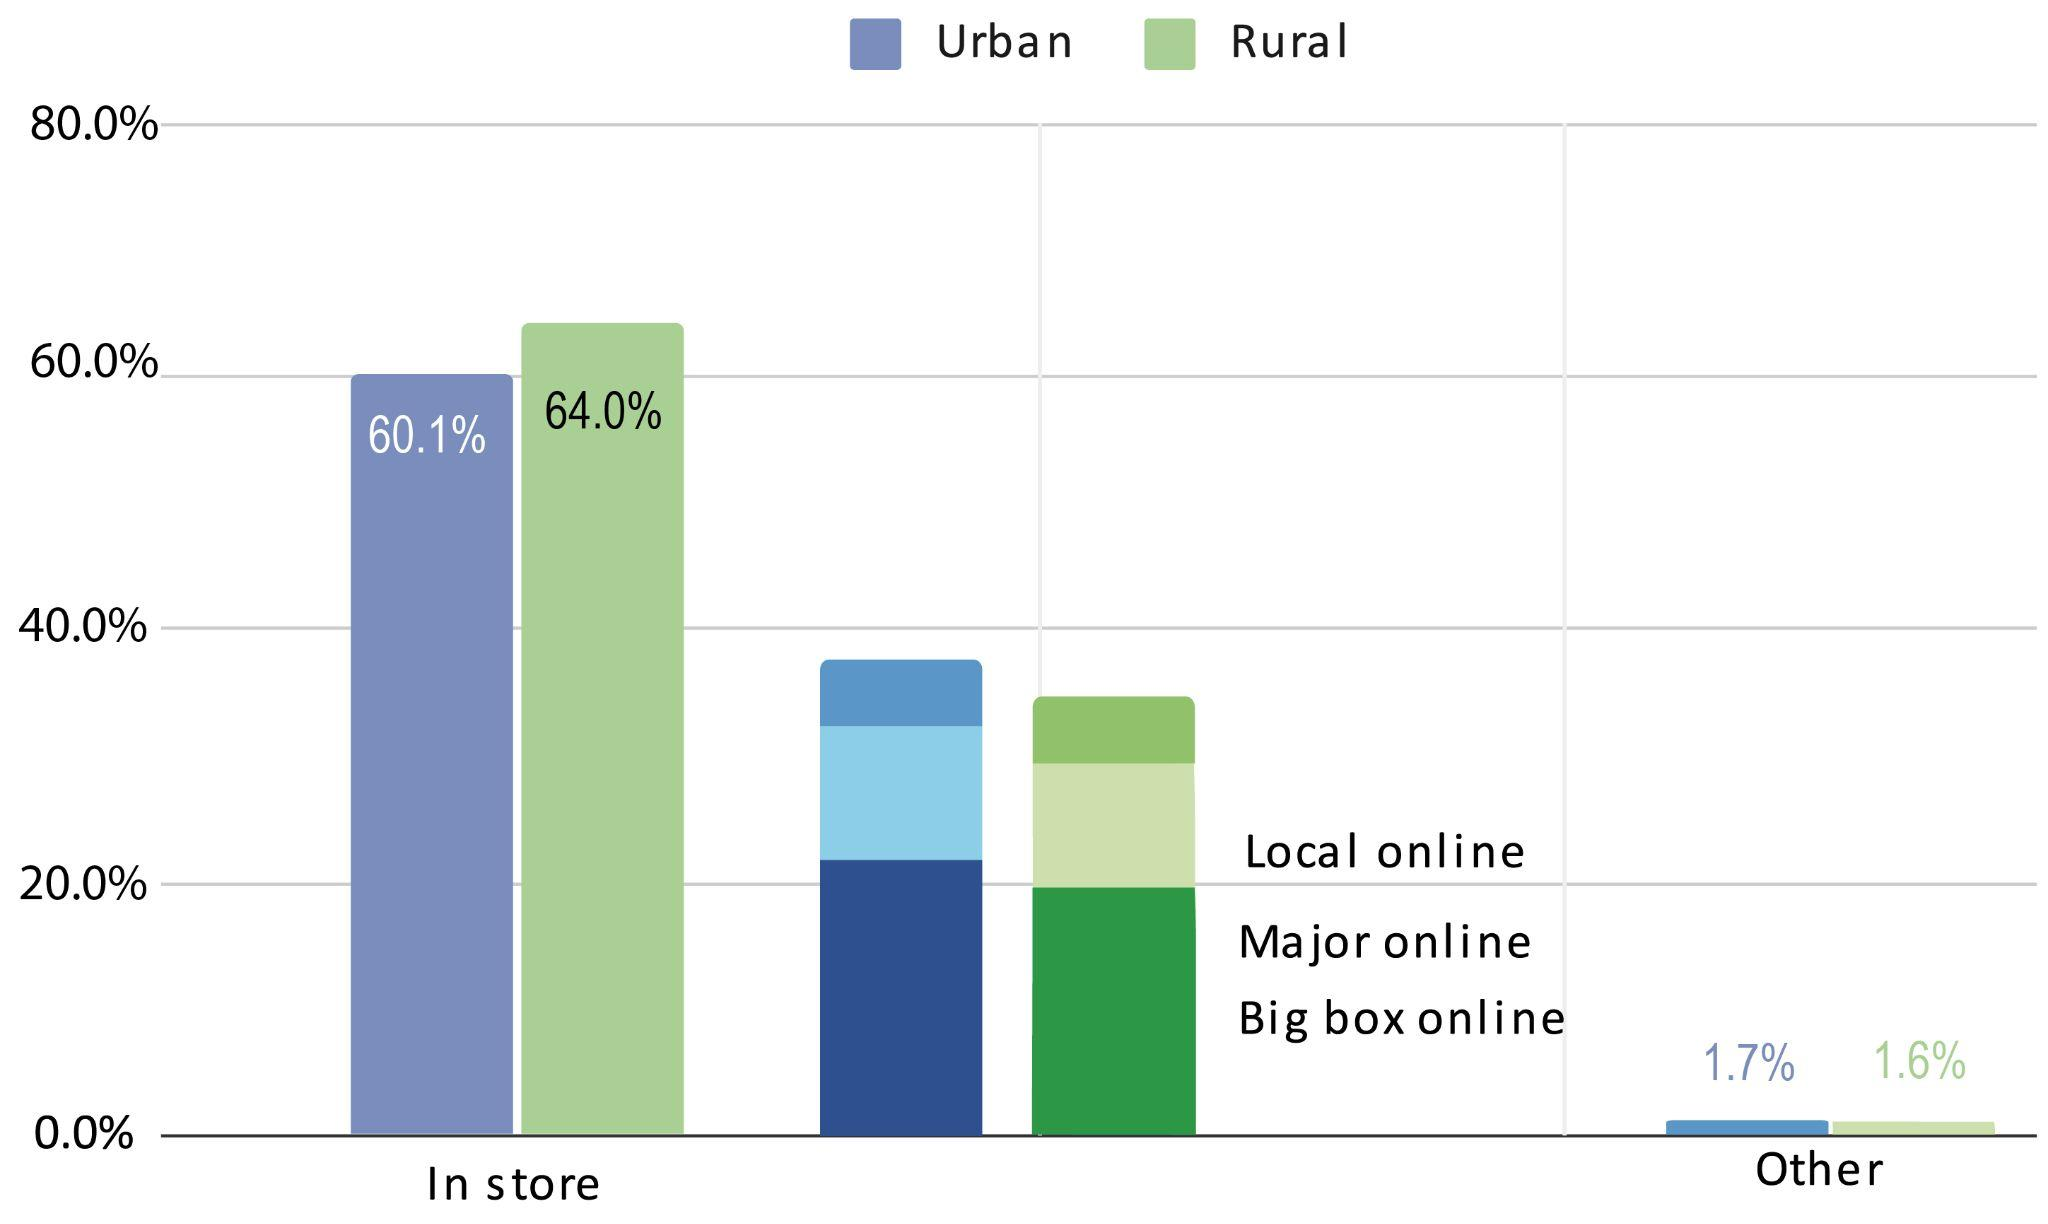 Urban Rural
80.0%
60.0%
60.1%
64.0%
40.0%
20.0%
Local online
Major online
Big box online
1.7%
1.6%
0.0%
In store
Other